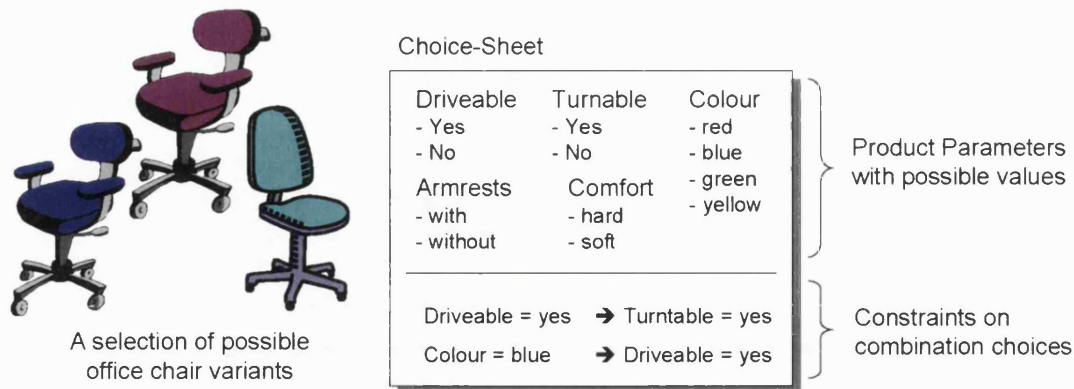 Choice-Sheet
Driveable Turnable Colour
- Yes - Yes - red
- No - No - blue
- green
Armrests Comfort - yellow
- with - hard
- without - soft
Product Parameters
with possible values
Driveable = yes ➔ Turntable = yes
Colour = blue ➔ Driveable = yes
Constraints on
combination choices
A selection of possible
office chair variants